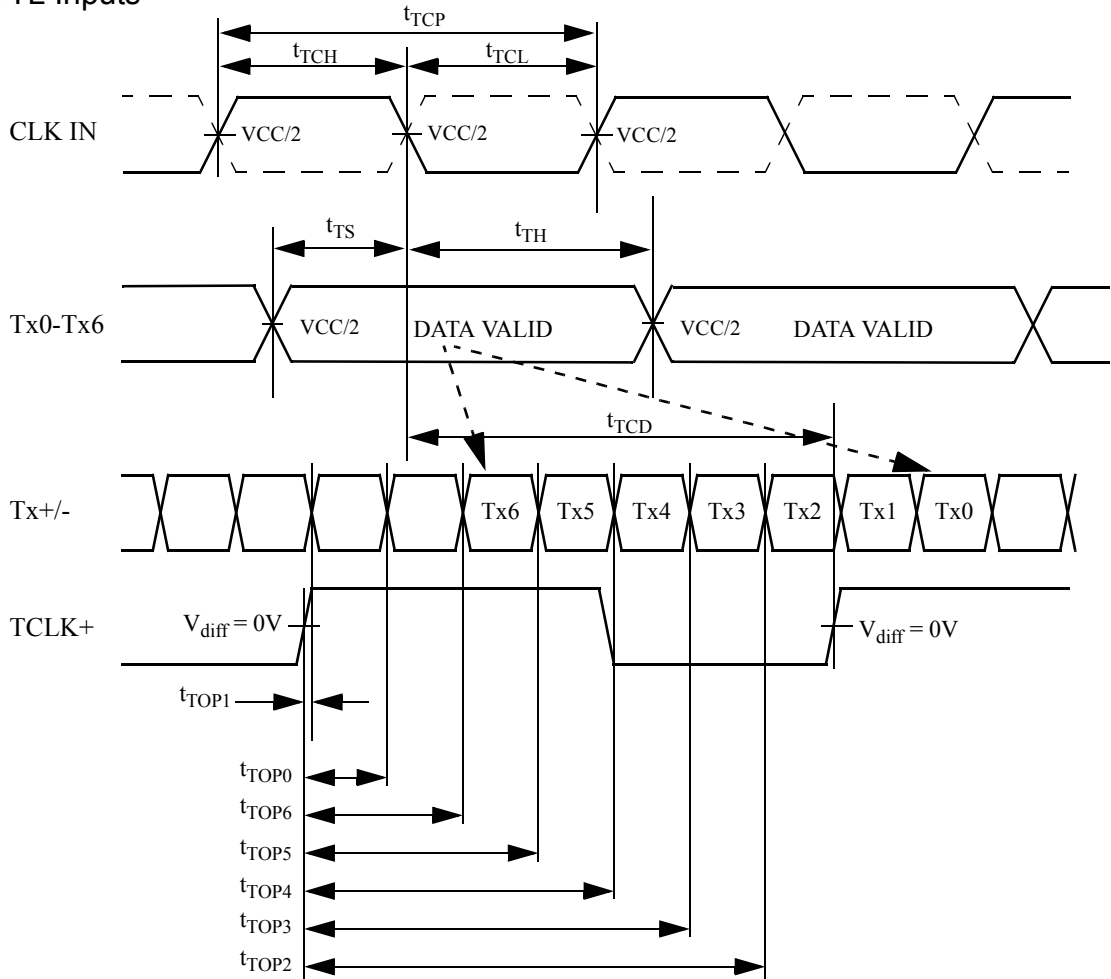 Inputs
tTCP
tTCH tTCL
CLK IN VCC/2 VCC/2 VCC/2
tTS tTH
Tx0-Tx6 VCC/2 DATA VALID VCC/2 DATA VALID
tTCD
Tx+/- Tx6 Tx5 Tx4 Tx3 Tx2 Tx1 Tx0
TCLK+ Vdiff = 0V Vdiff = 0V
tTOP1
tTOP0
tTOP6
tTOP5
tTOP4
tTOP3
tTOP2